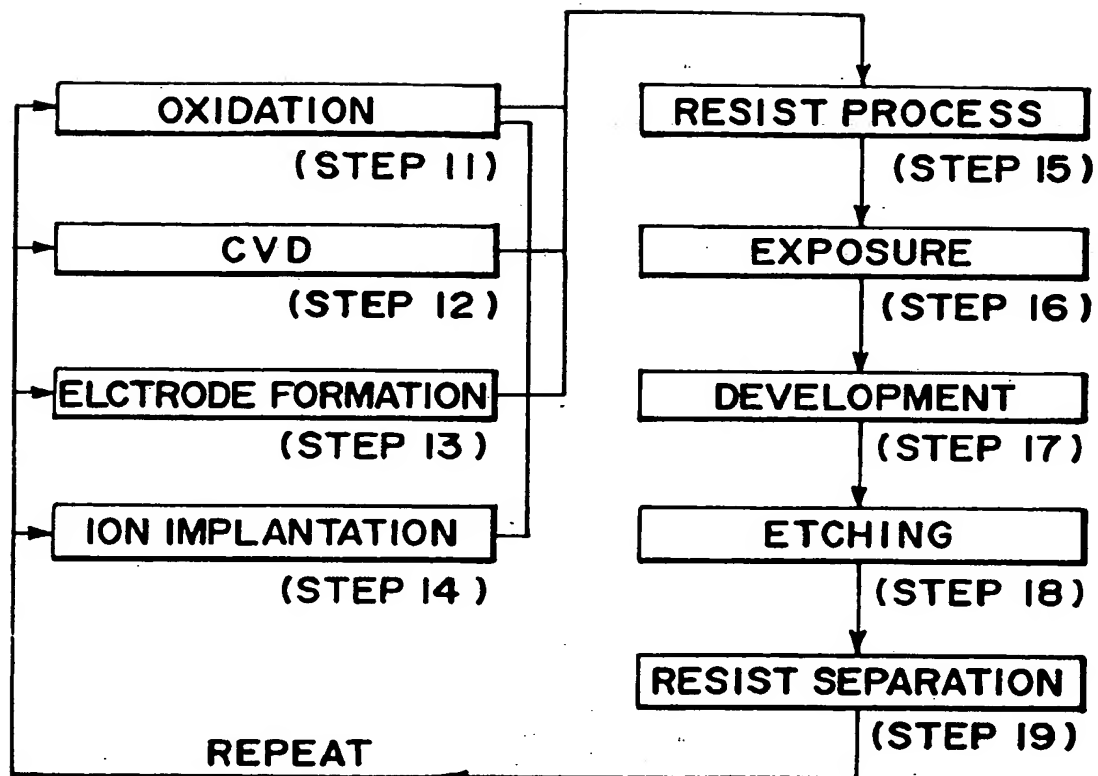 OXIDATION
(STEP 11)
CVD
(STEP 12)
ELCTRODE FORMATION
(STEP 13)
ION IMPLANTATION
(STEP 14)
RESIST PROCESS
(STEP 15)
EXPOSURE
(STEP 16)
DEVELOPMENT
(STEP 17)
ETCHING
(STEP 18)
RESIST SEPARATION
(STEP 19)
REPEAT